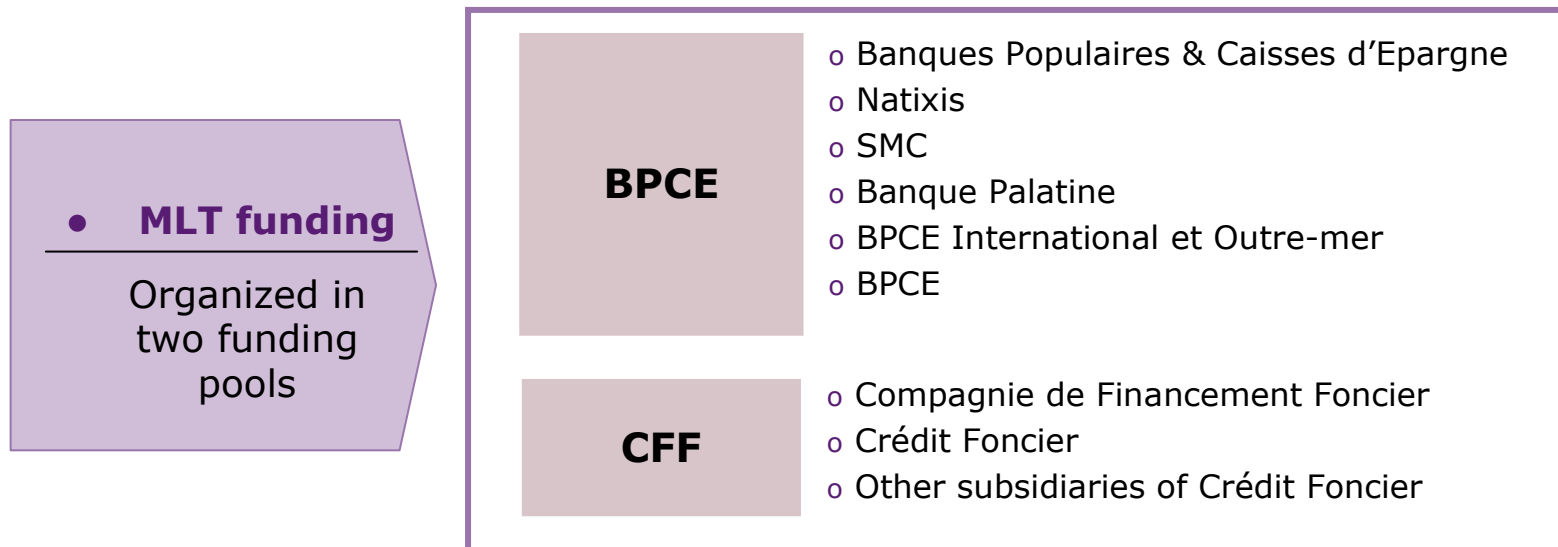 ● MLT funding
Organized in
two funding
pools
BPCE
o Banques Populaires & Caisses d’Epargne
o Natixis
o SMC
o Banque Palatine
o BPCE International et Outre-mer
o BPCE
CFF
o Compagnie de Financement Foncier
o Crédit Foncier
o Other subsidiaries of Crédit Foncier